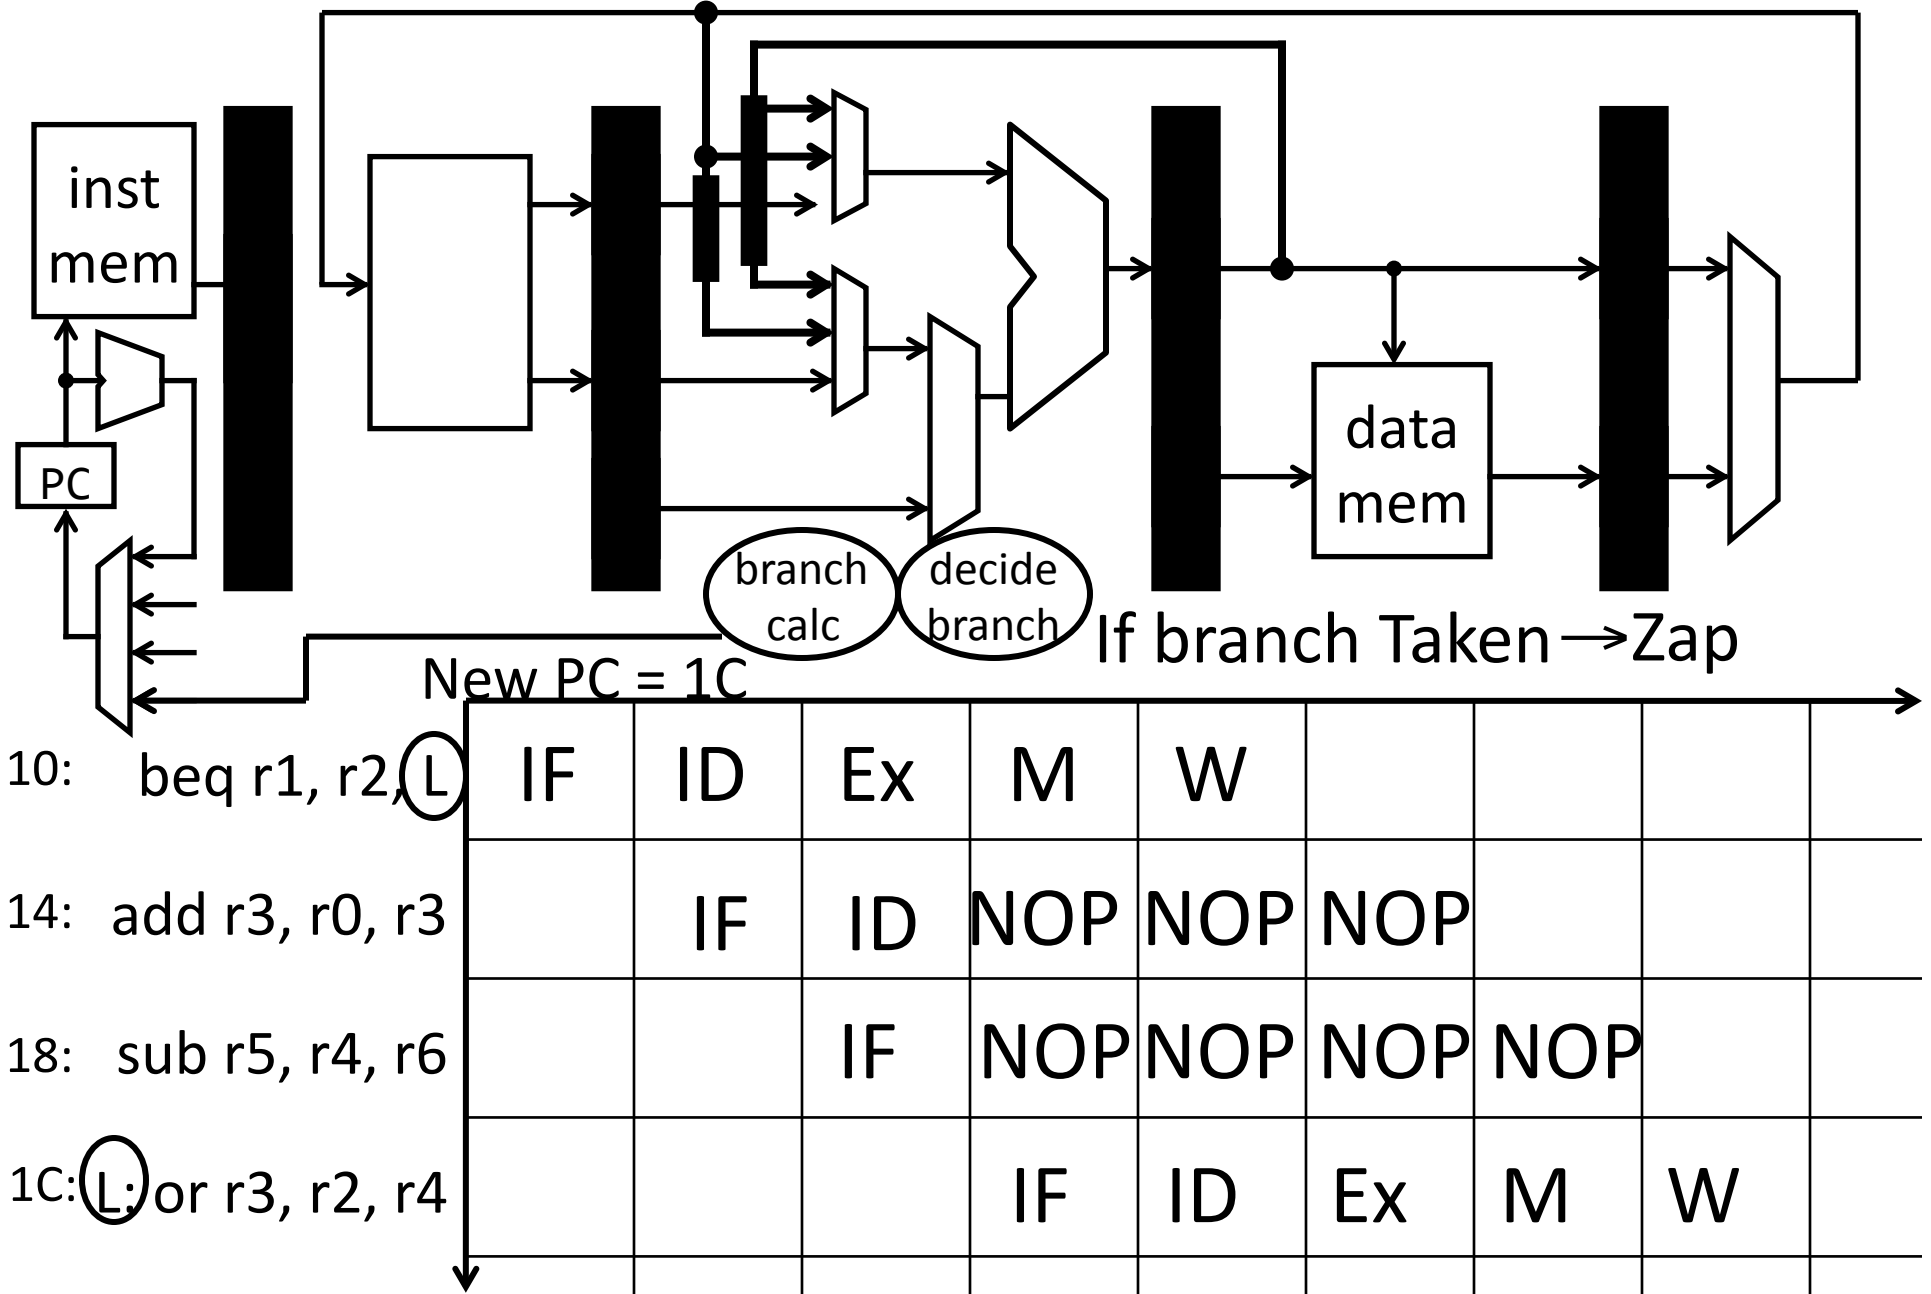 inst
mem
PC
data
mem
branch
calc
decide
branch
If branch Taken → Zap
New PC = 1C
10: beq r1, r2, L IF ID Ex M W
14: add r3, r0, r3 IF ID NOP NOP NOP
18: sub r5, r4, r6 IF NOP NOP NOP NOP
1C: L: or r3, r2, r4 IF ID Ex M W